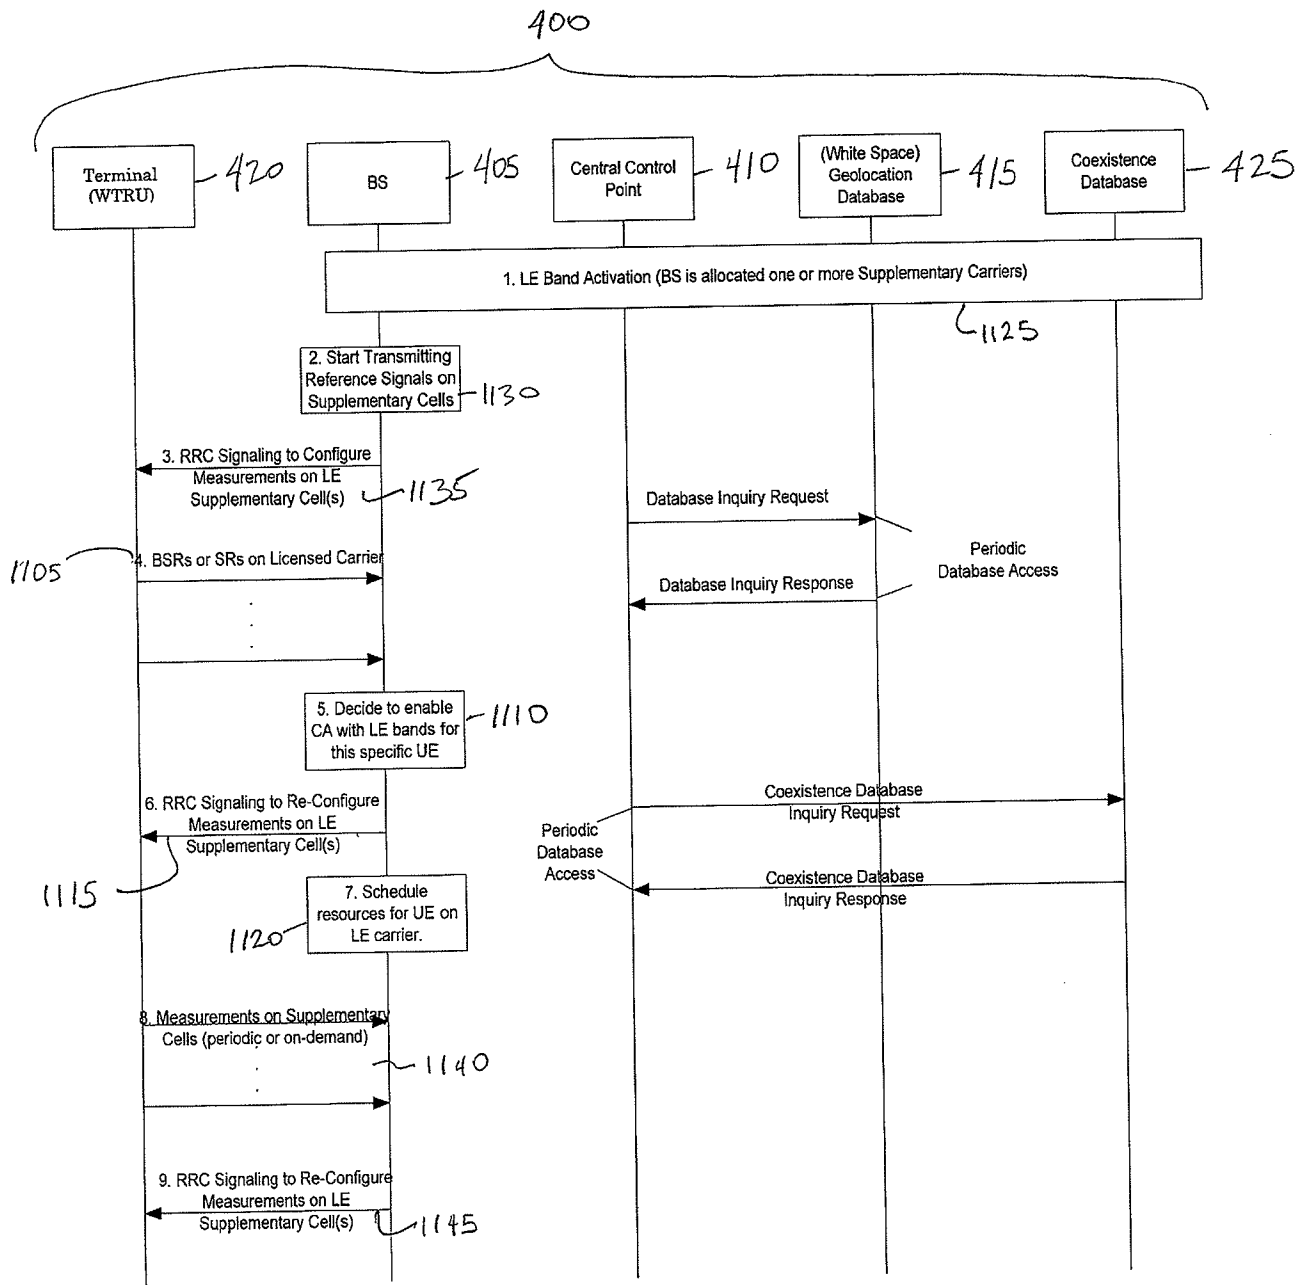 400
Terminal
(WTRU)
420
BS
405
Central Control
Point
410
(White Space)
Geolocation
Database
415
Coexistence
Database
425
1. LE Band Activation (BS is allocated one or more Supplementary Carriers)
1125
2. Start Transmitting
Reference Signals on
Supplementary Cells
1130
3. RRC Signaling to Configure
Measurements on LE
Supplementary Cell(s)
1135
Database Inquiry Request
Periodic
Database Access
Database Inquiry Response
1105
4. BSRs or SRs on Licensed Carrier
5. Decide to enable
CA with LE bands for
this specific UE
1110
6. RRC Signaling to Re-Configure
Measurements on LE
Supplementary Cell(s)
1115
Coexistence Database
Inquiry Request
Periodic
Database
Access
Coexistence Database
Inquiry Response
7. Schedule
resources for UE on
LE carrier.
1120
8. Measurements on Supplementary
Cells (periodic or on-demand)
1140
9. RRC Signaling to Re-Configure
Measurements on LE
Supplementary Cell(s)
1145